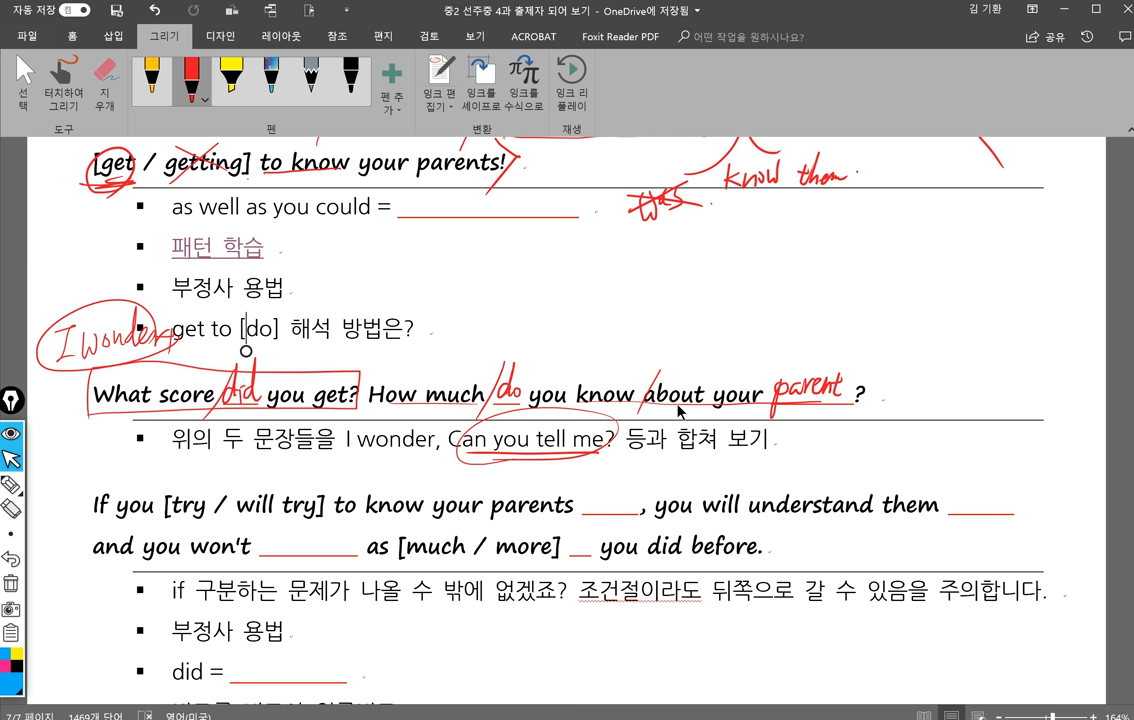 자동 저장 켬 중2 선주중 4과 출제자 되어 보기 - OneDrive에 저장됨 김 기환
파일 홈 삽입 그리기 디자인 레이아웃 참조 편지 검토 보기 ACROBAT Foxit Reader PDF 어떤 작업을 원하시나요? 공유
선택 터치하여 그리기 지우개 펜 추가 잉크 편집기 잉크를 셰이프로 잉크를 수식으로 잉크 리플레이
도구 펜 변환 재생
[get / getting] to know your parents!
know them.
was
as well as you could =
패턴 학습
부정사 용법
I wonder
get to [do] 해석 방법은?
What score did you get? How much do you know about your parent ?
위의 두 문장들을 I wonder, Can you tell me? 등과 합쳐 보기
If you [try / will try] to know your parents _____, you will understand them ______
and you won't _________ as [much / more] __ you did before.
if 구분하는 문제가 나올 수 밖에 없겠죠? 조건절이라도 뒤쪽으로 갈 수 있음을 주의합니다.
부정사 용법
did =
7/7 페이지 1469개 단어 영어(미국) 164%